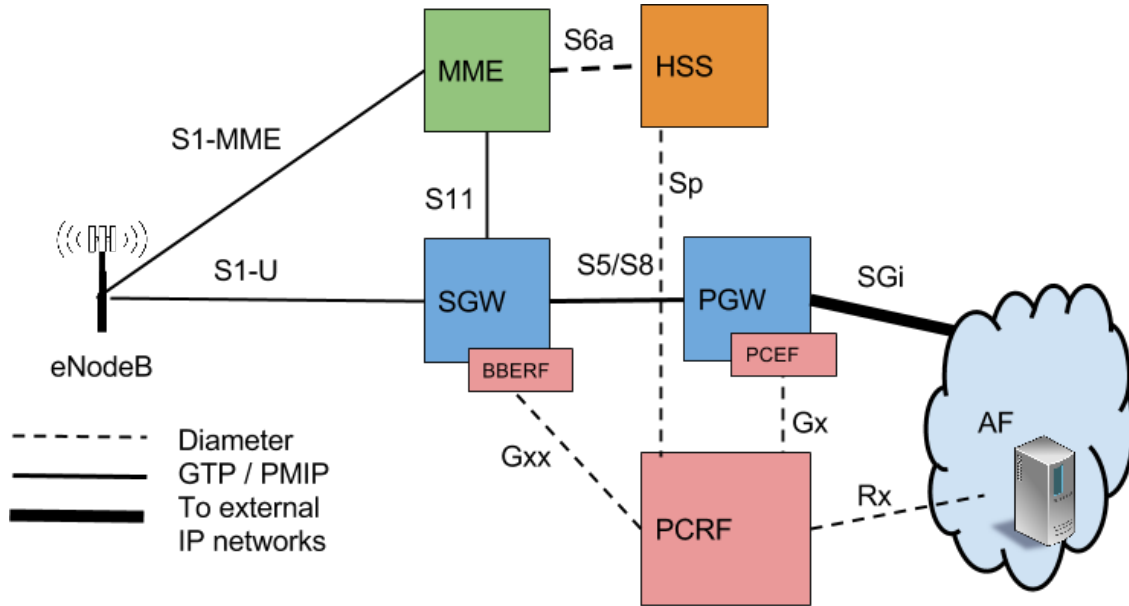 S6a
MME
HSS
S1-MME
Sp
S11
S1-U
S5/S8
SGi
SGW
PGW
PCEF
BBERF
eNodeB
AF
Gx
Diameter
Gxx
GTP / PMIP
Rx
To external
IP networks
PCRF